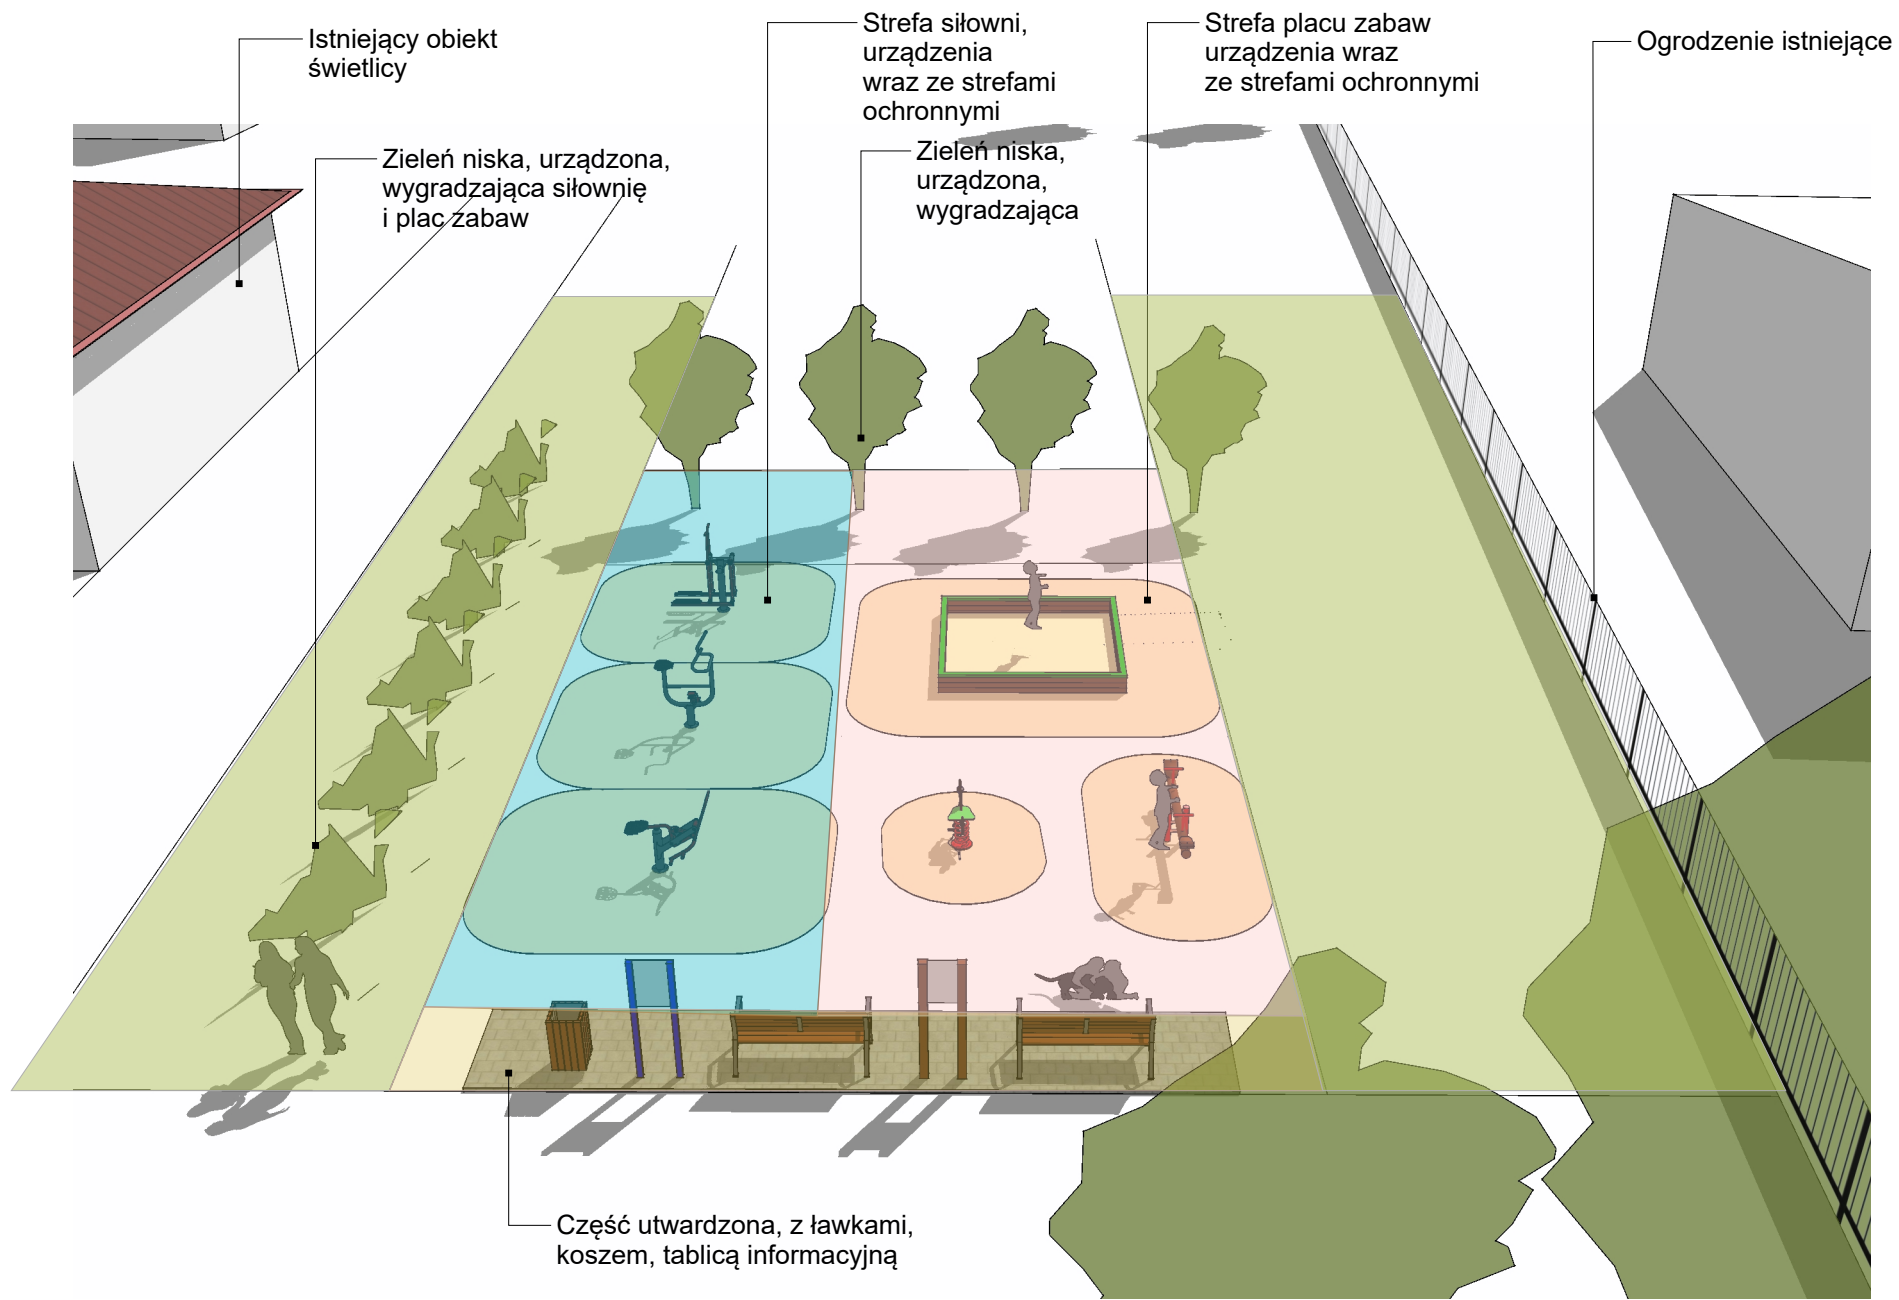 Istniejący obiekt
świetlicy
Zieleń niska, urządzona,
wygradzająca siłownię
i plac zabaw
Strefa siłowni,
urządzenia
wraz ze strefami
ochronnymi
Zieleń niska,
urządzona,
wygradzająca
Strefa placu zabaw
urządzenia wraz
ze strefami ochronnymi
Ogrodzenie istniejące
Część utwardzona, z ławkami,
koszem, tablicą informacyjną